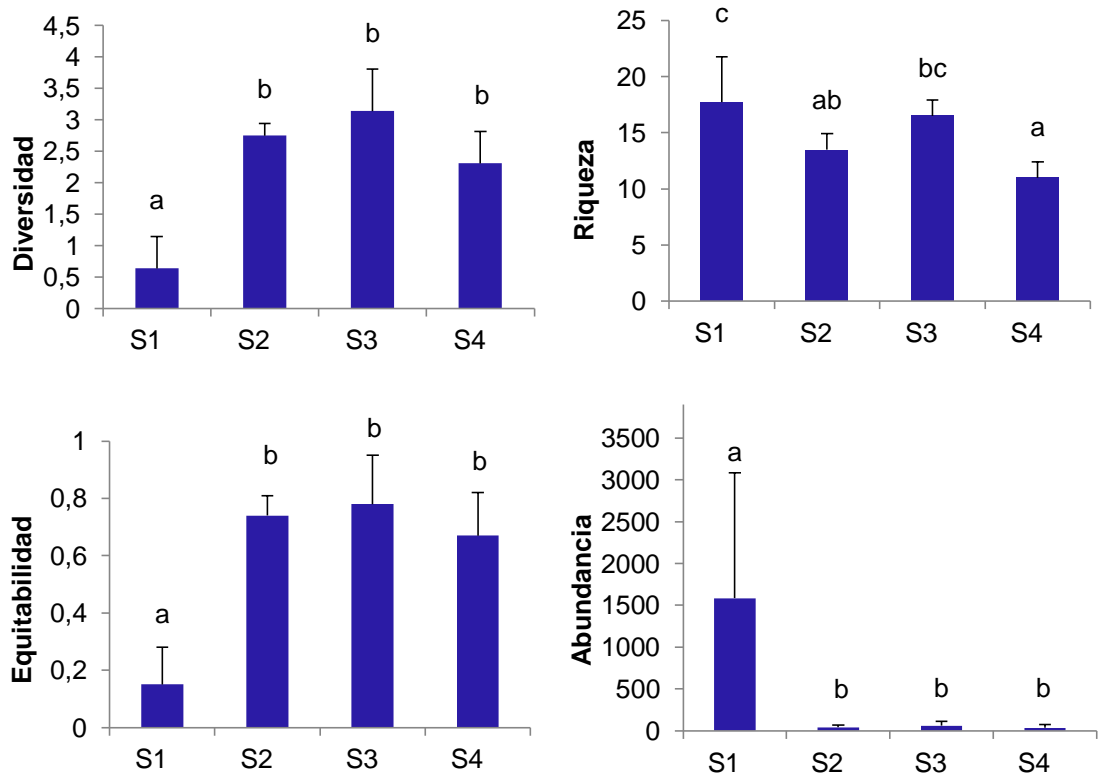 Diversidad
4,5
4
3,5
3
2,5
2
1,5
1
0,5
0
a
b
b
b
S1 S2 S3 S4
Riqueza
25
20
15
10
5
0
c
ab
bc
a
S1 S2 S3 S4
Equitabilidad
1
0,8
0,6
0,4
0,2
0
a
b
b
b
S1 S2 S3 S4
Abundancia
3500
3000
2500
2000
1500
1000
500
0
a
b
b
b
S1 S2 S3 S4